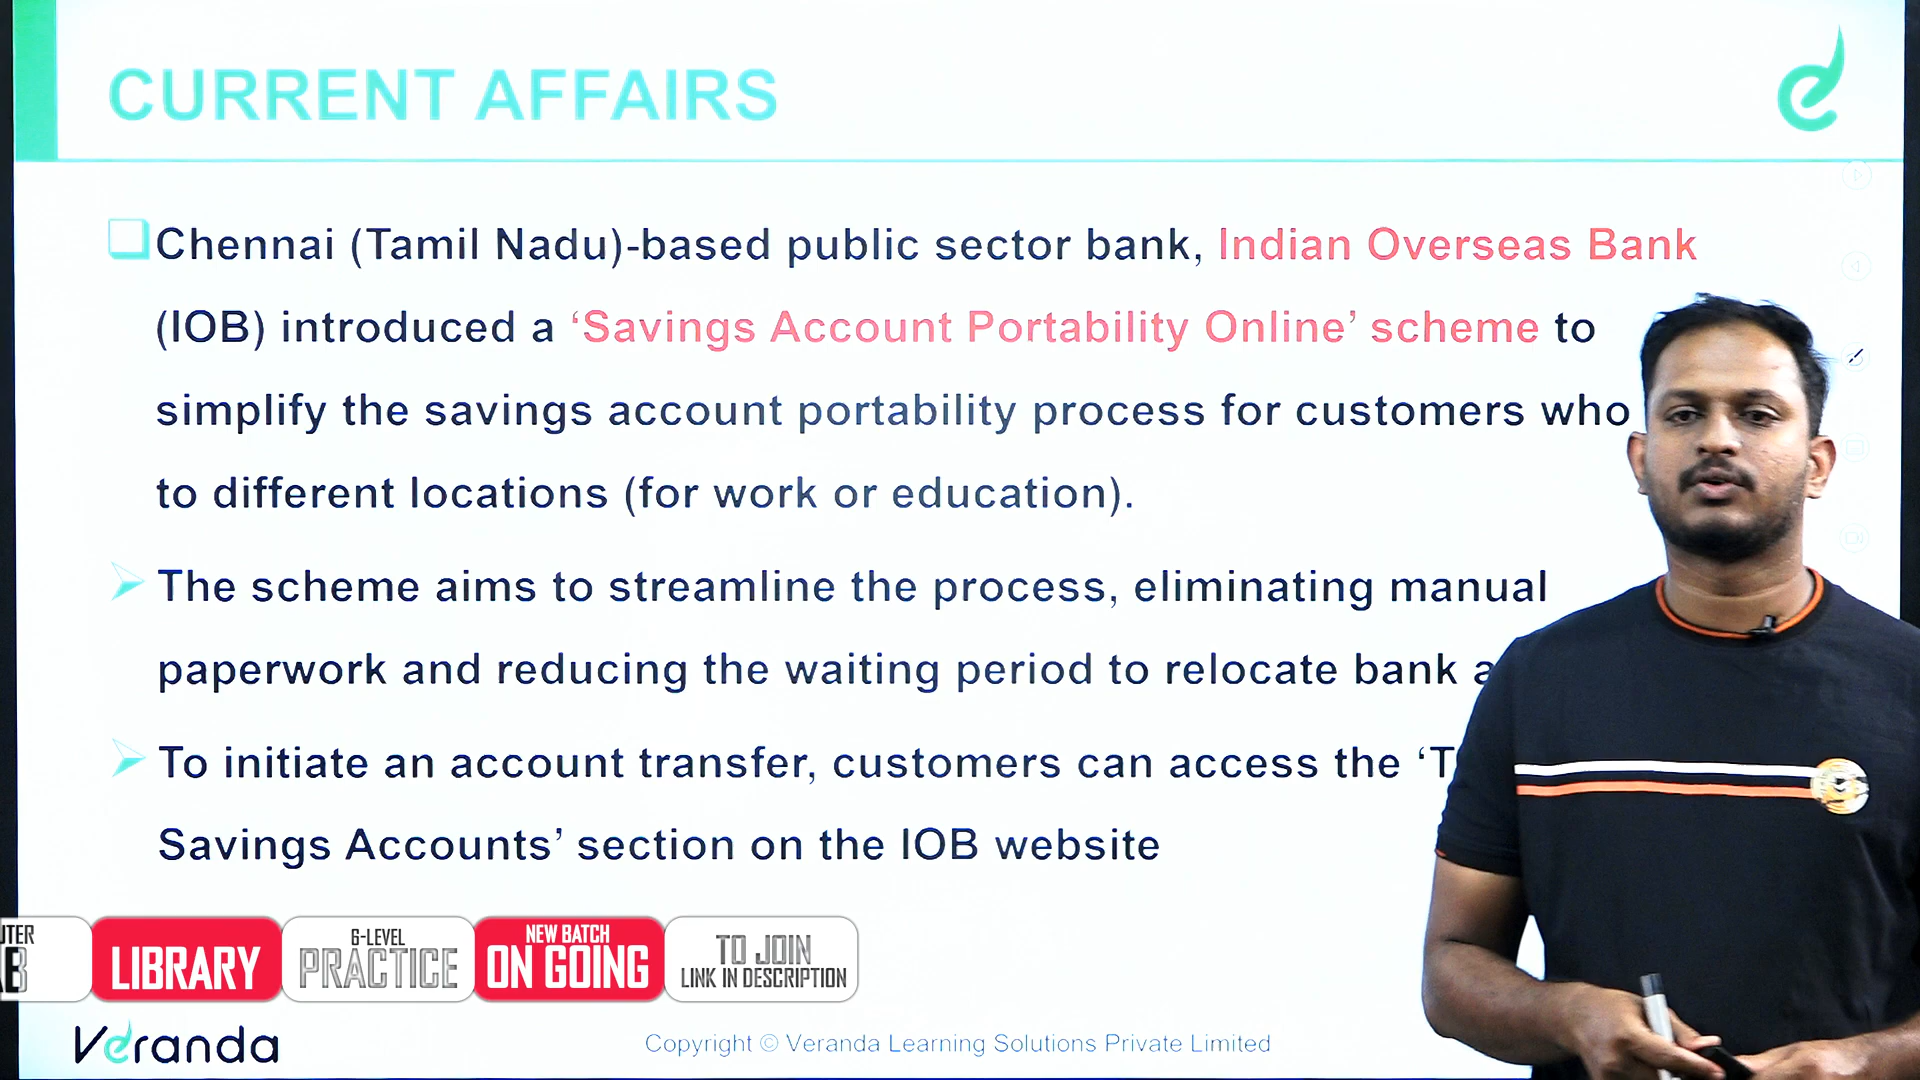 CURRENT AFFAIRS
Chennai (Tamil Nadu)-based public sector bank, Indian Overseas Bank
(IOB) introduced a ‘Savings Account Portability Online’ scheme to
simplify the savings account portability process for customers who
to different locations (for work or education).
The scheme aims to streamline the process, eliminating manual
paperwork and reducing the waiting period to relocate bank
To initiate an account transfer, customers can access the
Savings Accounts’ section on the IOB website
LIBRARY
6-LEVEL
PRACTICE
NEW BATCH
ON GOING
TO JOIN
LINK IN DESCRIPTION
Veranda
Copyright © Veranda Learning Solutions Private Limited